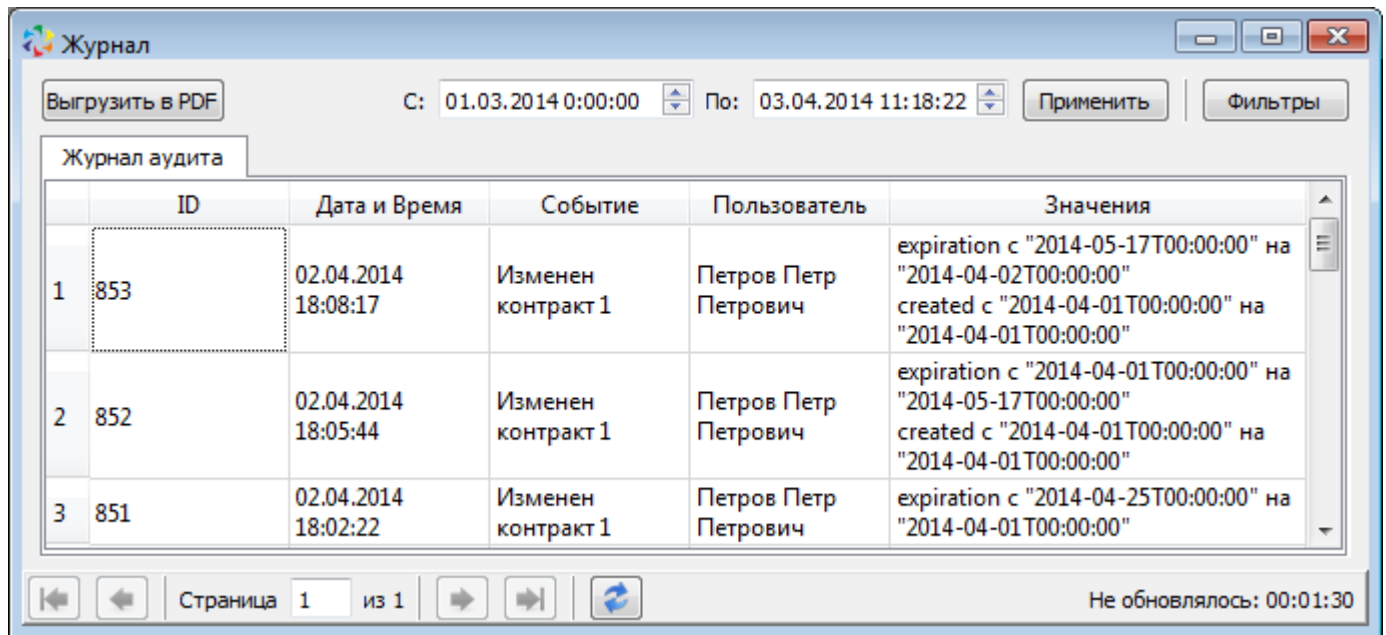 Журнал
Выгрузить в PDF С: 01.03.2014 0:00:00 По: 03.04.2014 11:18:22 Применить Фильтры
Журнал аудита
ID Дата и Время Событие Пользователь Значения
1 853
02.04.2014
18:08:17
Изменен
контракт 1
Петров Петр
Петрович
expiration с "2014-05-17T00:00:00" на
"2014-04-02T00:00:00"
created с "2014-04-01T00:00:00" на
"2014-04-01T00:00:00"
2 852
02.04.2014
18:05:44
Изменен
контракт 1
Петров Петр
Петрович
expiration с "2014-04-01T00:00:00" на
"2014-05-17T00:00:00"
created с "2014-04-01T00:00:00" на
"2014-04-01T00:00:00"
3 851
02.04.2014
18:02:22
Изменен
контракт 1
Петров Петр
Петрович
expiration с "2014-04-25T00:00:00" на
"2014-04-01T00:00:00"
Страница 1 из 1 Не обновлялось: 00:01:30